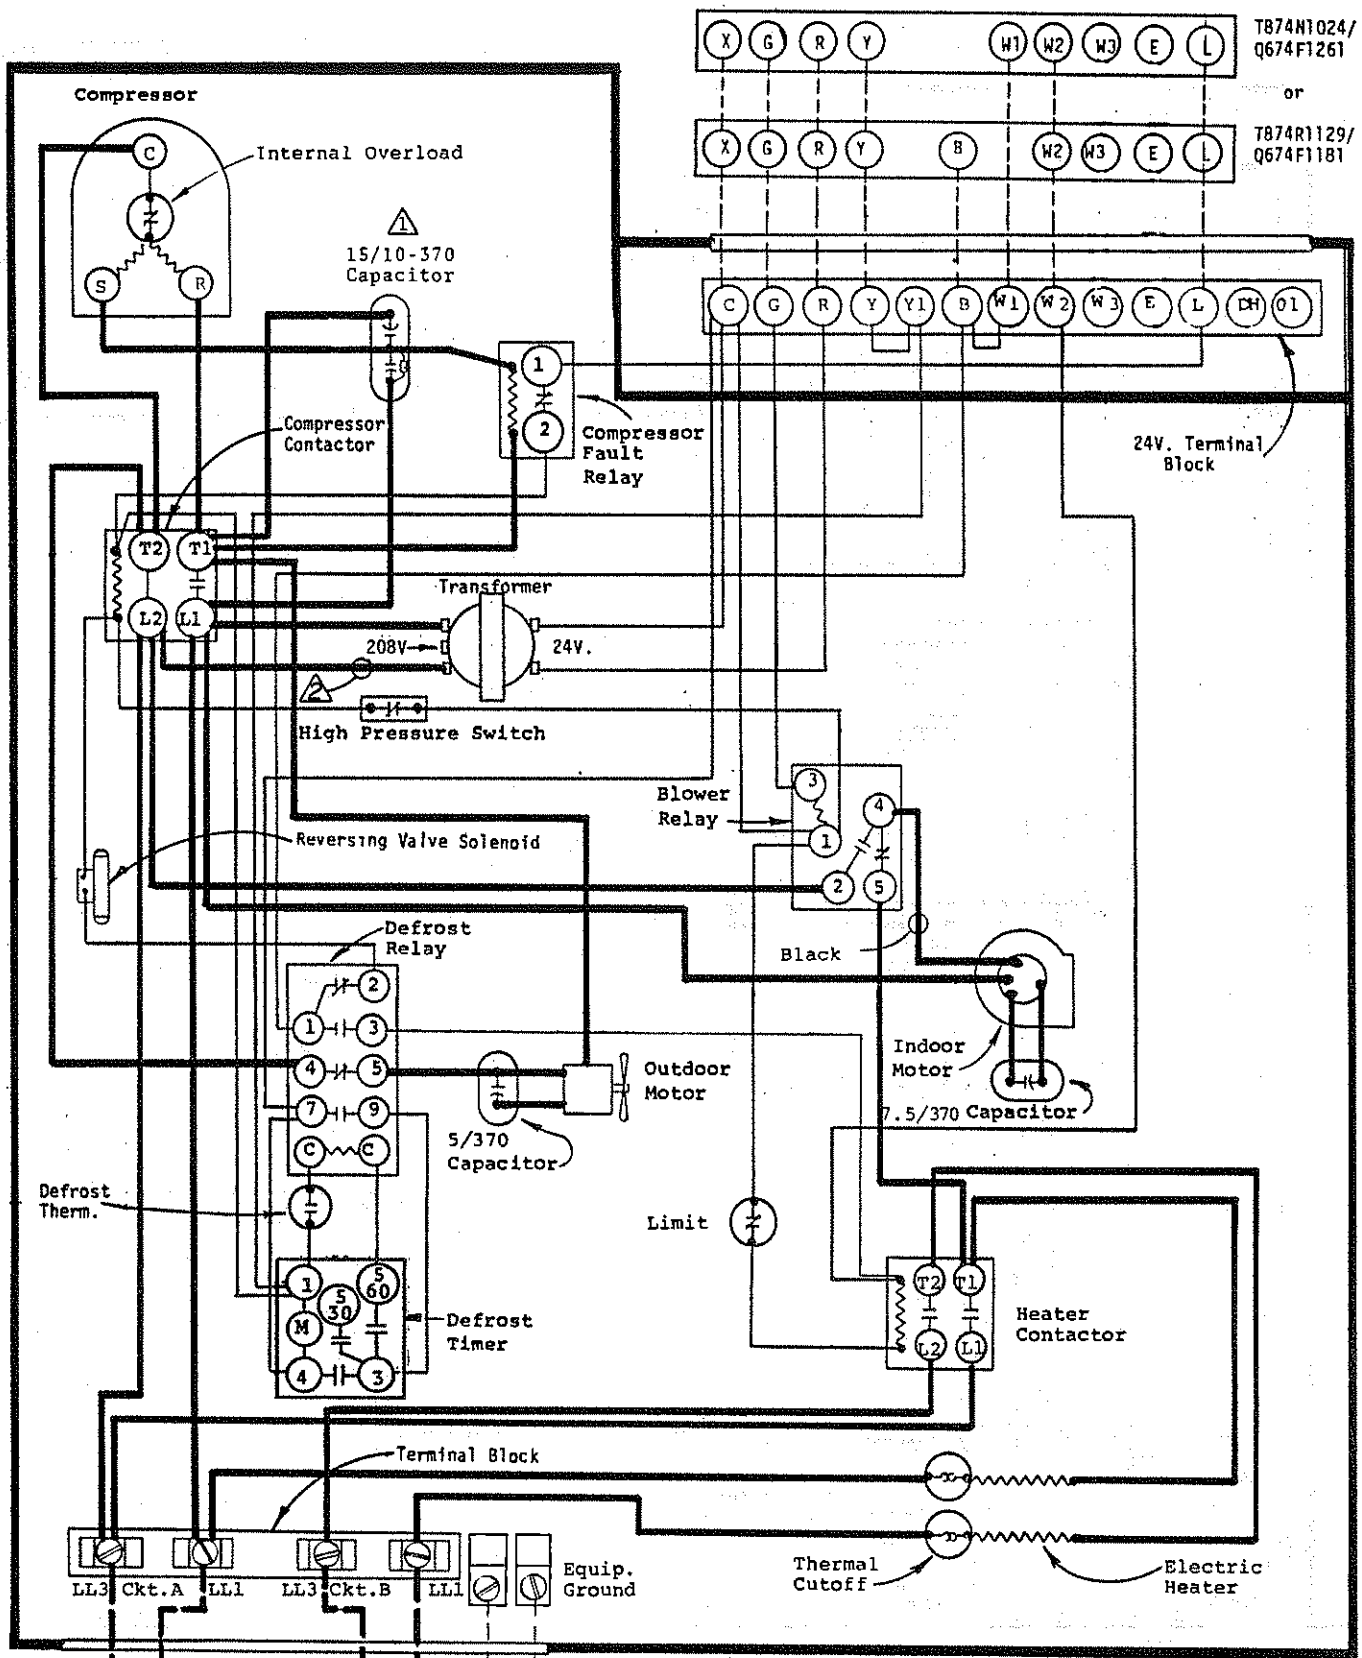 X G R Y W1 W2 W3 E L
T874N1024/
Q674F1261
or
X G R Y B W2 W3 E L
T874R1129/
Q674F1181
Compressor
C
Internal Overload
S R
1
15/10-370
Capacitor
C G R Y Y1 B W1 W2 W3 E L DH 01
1
2
Compressor
Fault
Relay
Compressor
Contactor
24V. Terminal
Block
T2 T1
L2 L1
Transformer
208V
24V.
2
High Pressure Switch
Blower
Relay
3
4
1
2 5
Reversing Valve Solenoid
Defrost
Relay
Black
2
1 3
4 5
7 9
C C
Outdoor
Motor
5/370
Capacitor
Indoor
Motor
7.5/370 Capacitor
Defrost
Therm.
Limit
1
S
30
S
60
M
4 3
Defrost
Timer
T2 T1
L2 L1
Heater
Contactor
Terminal Block
LL3 Ckt.A LL1 LL3 Ckt.B LL1
Equip.
Ground
Thermal
Cutoff
Electric
Heater